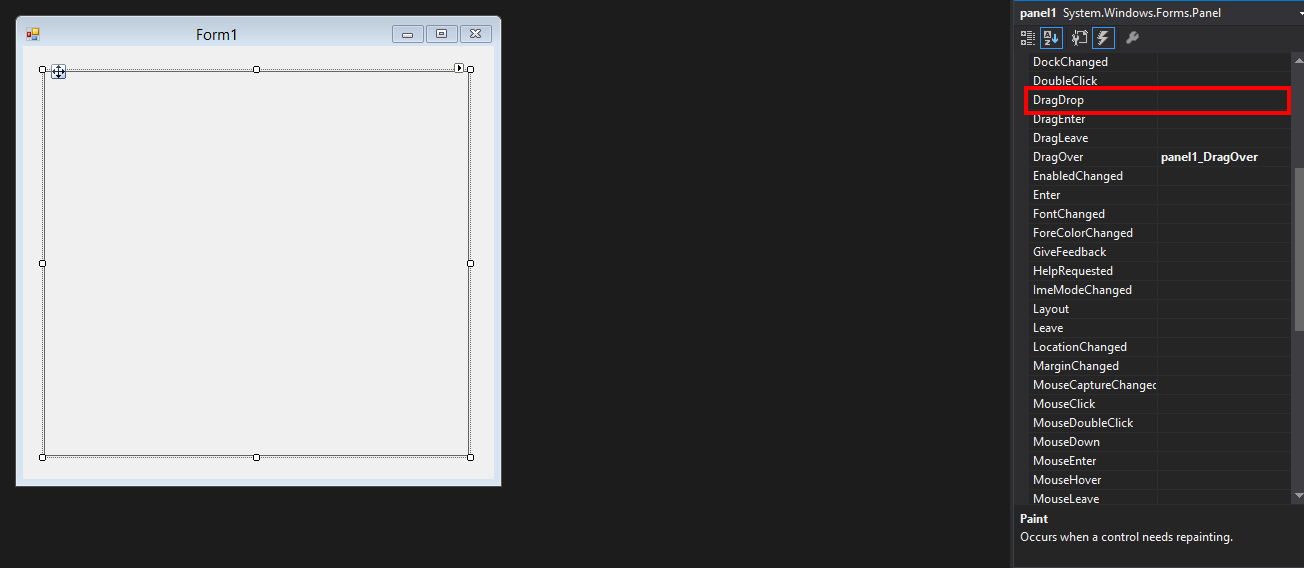 Form1
panel1 System.Windows.Forms.Panel
DockChanged
DoubleClick
DragDrop
DragEnter
DragLeave
DragOver panel1_DragOver
EnabledChanged
Enter
FontChanged
ForeColorChanged
GiveFeedback
HelpRequested
ImeModeChanged
Layout
Leave
LocationChanged
MarginChanged
MouseCaptureChanged
MouseClick
MouseDoubleClick
MouseDown
MouseEnter
MouseHover
MouseLeave
Paint
Occurs when a control needs repainting.